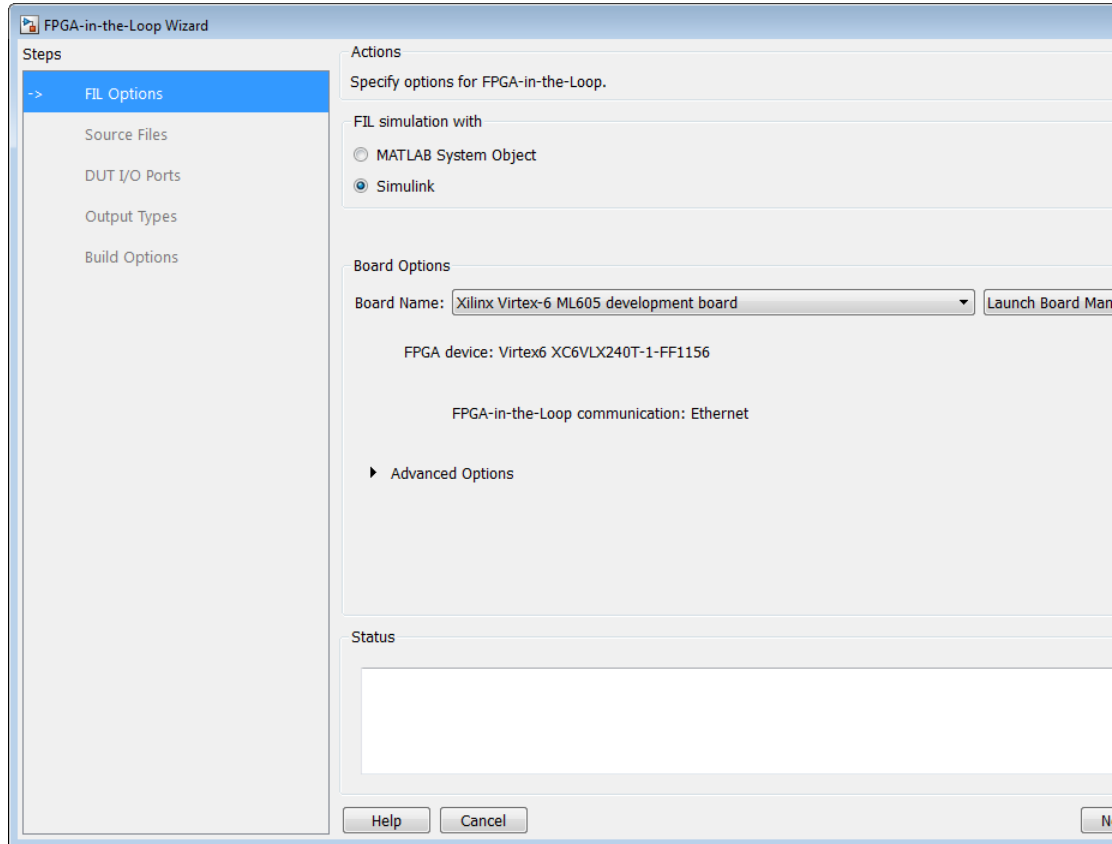 FPGA-in-the-Loop Wizard
Steps
-> FIL Options
Source Files
DUT I/O Ports
Output Types
Build Options
Actions
Specify options for FPGA-in-the-Loop.
FIL simulation with
MATLAB System Object
Simulink
Board Options
Board Name: Xilinx Virtex-6 ML605 development board Launch Board Man
FPGA device: Virtex6 XC6VLX240T-1-FF1156
FPGA-in-the-Loop communication: Ethernet
Advanced Options
Status
Help Cancel